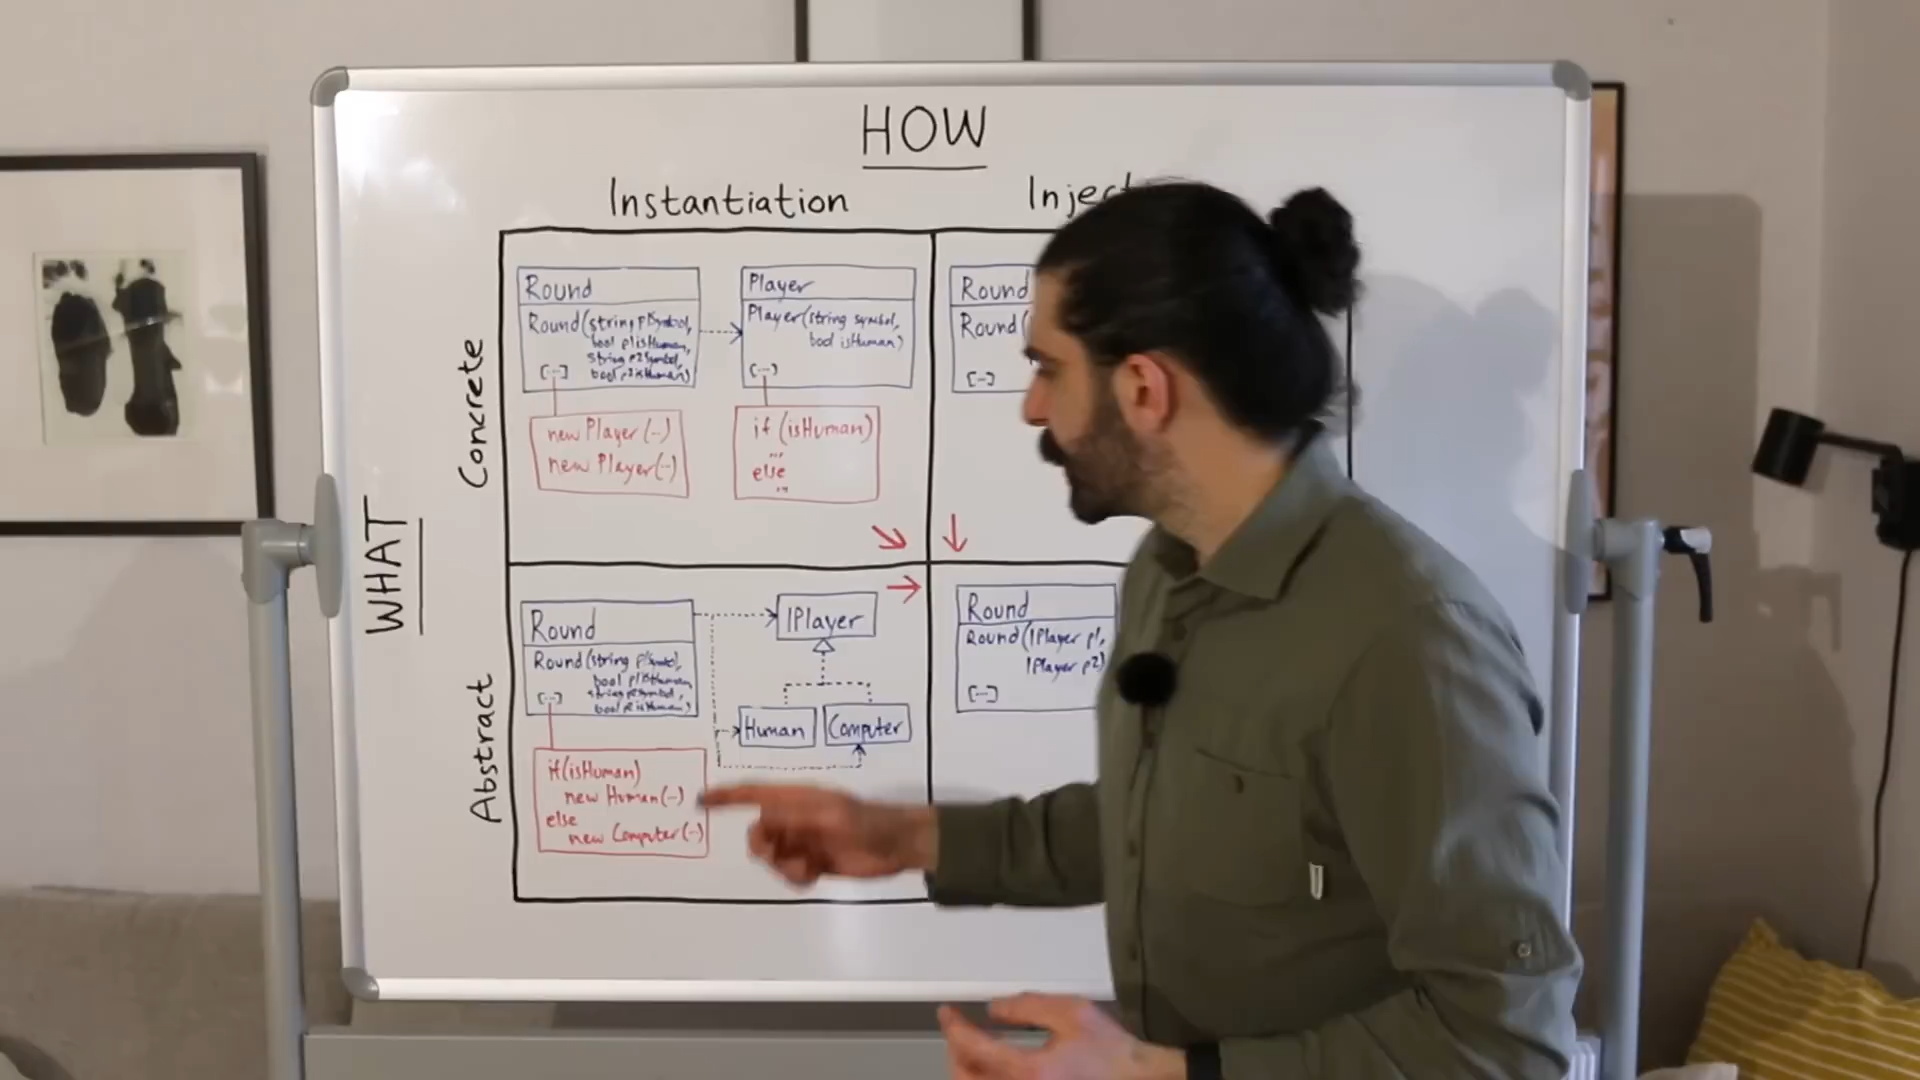 HOW
Instantiation
Inject
WHAT
Concrete
Round
Round(string p1Symbol,
bool p1isHuman,
string p2Symbol,
bool p2isHuman)
[...]
new Player(...)
new Player(...)
Player
Player(string symbol,
bool isHuman)
[...]
if (isHuman)
...
else
...
Round
Round(
[...]
Abstract
Round
Round(string p1Symbol,
bool p1isHuman,
string p2Symbol,
bool p2isHuman)
[...]
if(isHuman)
new Human(...)
else
new Computer(...)
IPlayer
Human
Computer
Round
Round(IPlayer p1,
IPlayer p2)
[...]